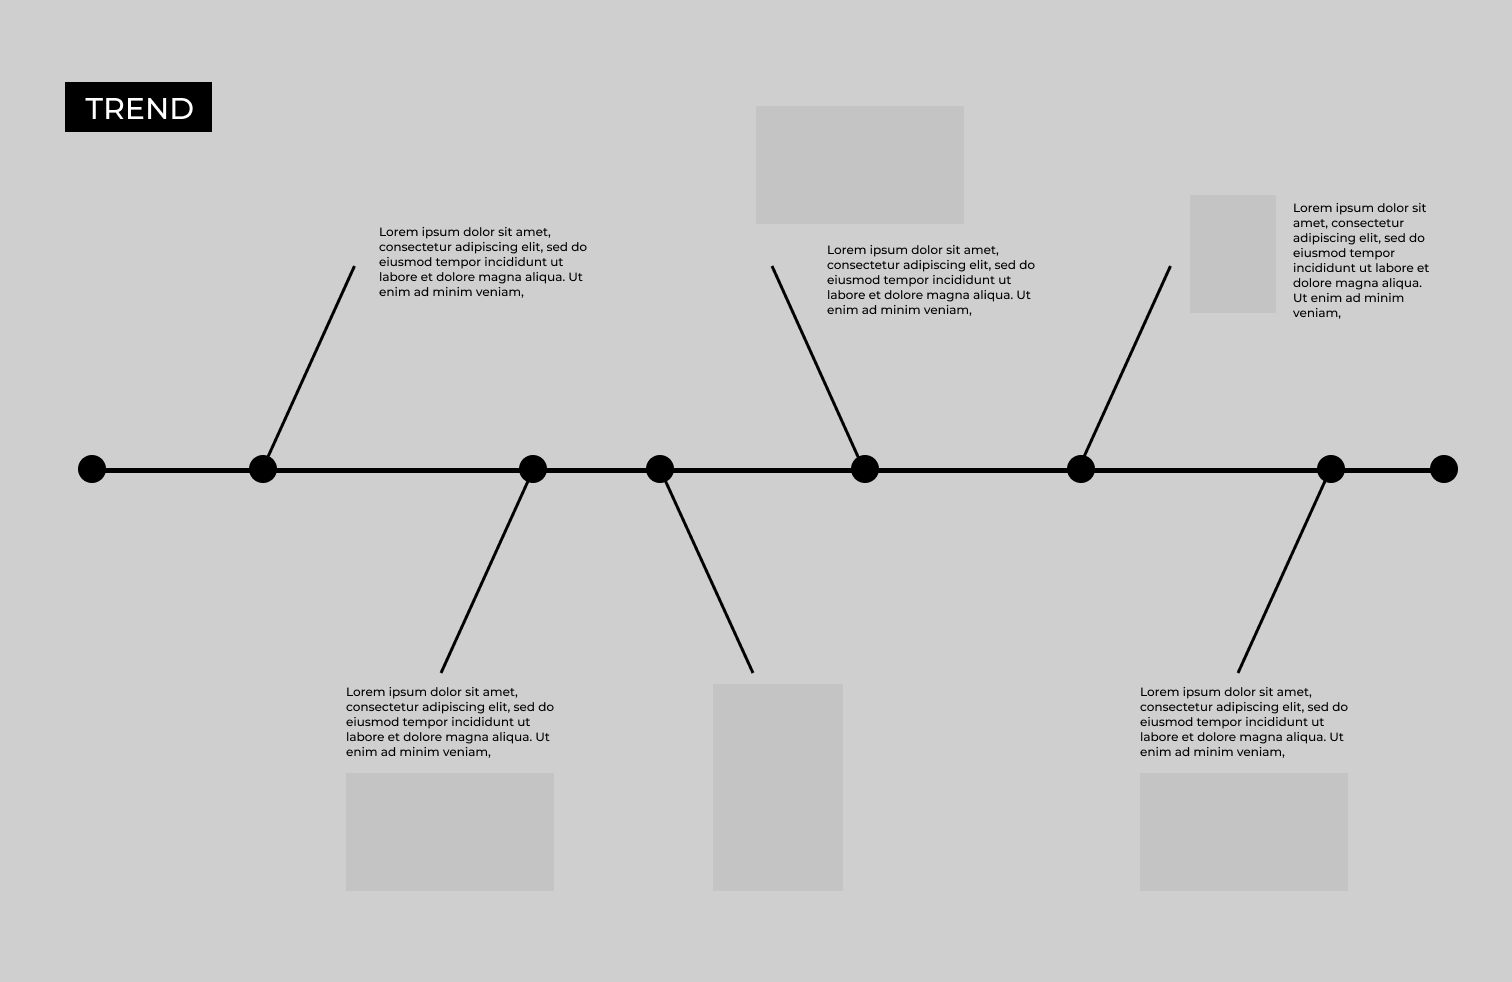 TREND
Lorem ipsum dolor sit amet,
consectetur adipiscing elit, sed do
eiusmod tempor incididunt ut
labore et dolore magna aliqua. Ut
enim ad minim veniam,
Lorem ipsum dolor sit amet,
consectetur adipiscing elit, sed do
eiusmod tempor incididunt ut
labore et dolore magna aliqua. Ut
enim ad minim veniam,
Lorem ipsum dolor sit
amet, consectetur
adipiscing elit, sed do
eiusmod tempor
incididunt ut labore et
dolore magna aliqua.
Ut enim ad minim
veniam,
Lorem ipsum dolor sit amet,
consectetur adipiscing elit, sed do
eiusmod tempor incididunt ut
labore et dolore magna aliqua. Ut
enim ad minim veniam,
Lorem ipsum dolor sit amet,
consectetur adipiscing elit, sed do
eiusmod tempor incididunt ut
labore et dolore magna aliqua. Ut
enim ad minim veniam,